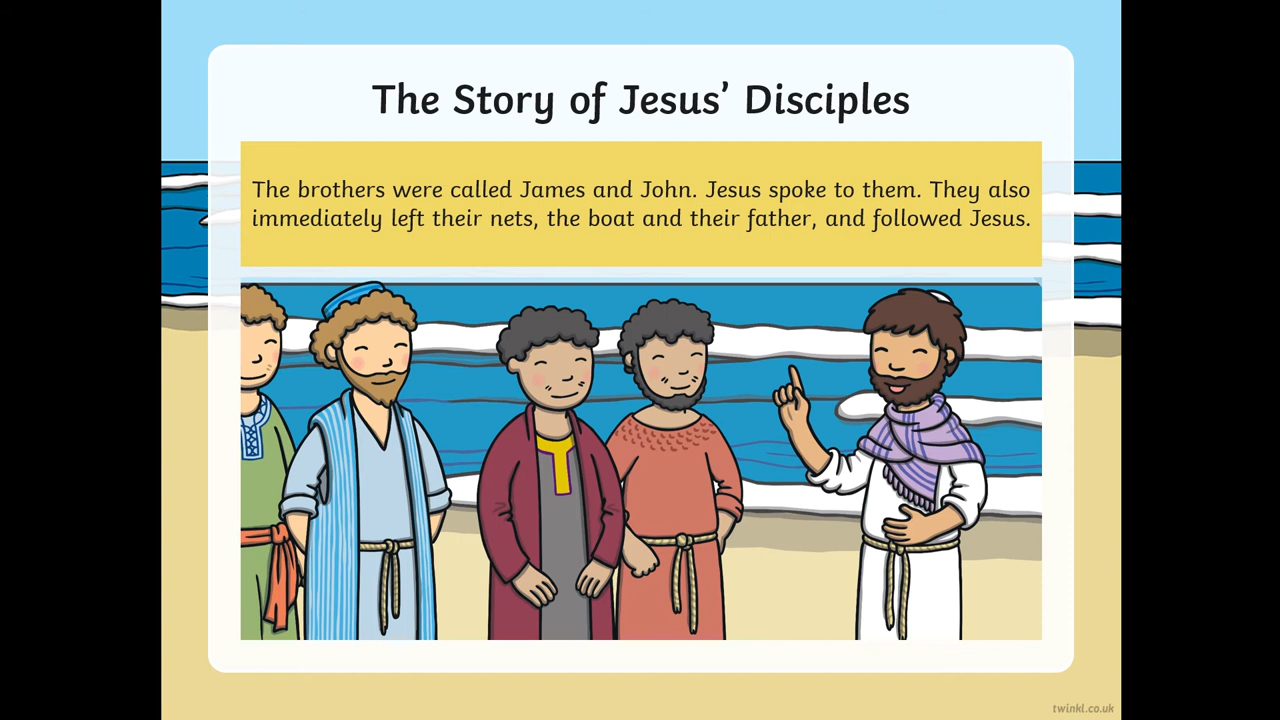 The Story of Jesus’ Disciples
The brothers were called James and John. Jesus spoke to them. They also
immediately left their nets, the boat and their father, and followed Jesus.
twinkl.co.uk